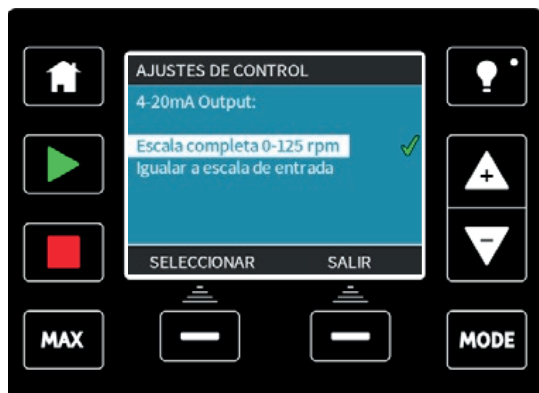 AJUSTES DE CONTROL
4-20mA Output:
Escala completa 0-125 rpm
Igualar a escala de entrada
SELECCIONAR SALIR
MAX
MODE